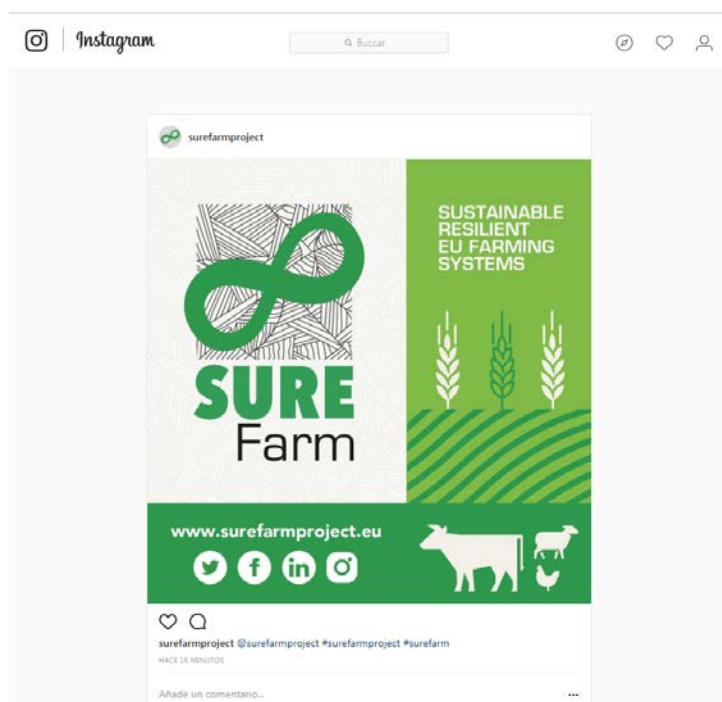 Instagram
Buscar
surefarmproject
SUSTAINABLE
RESILIENT
EU FARMING
SYSTEMS
SURE
Farm
www.surefarmproject.eu
surefarmproject @surefarmproject #surefarmproject #surefarm
HACE 15 MINUTOS
Añade un comentario...